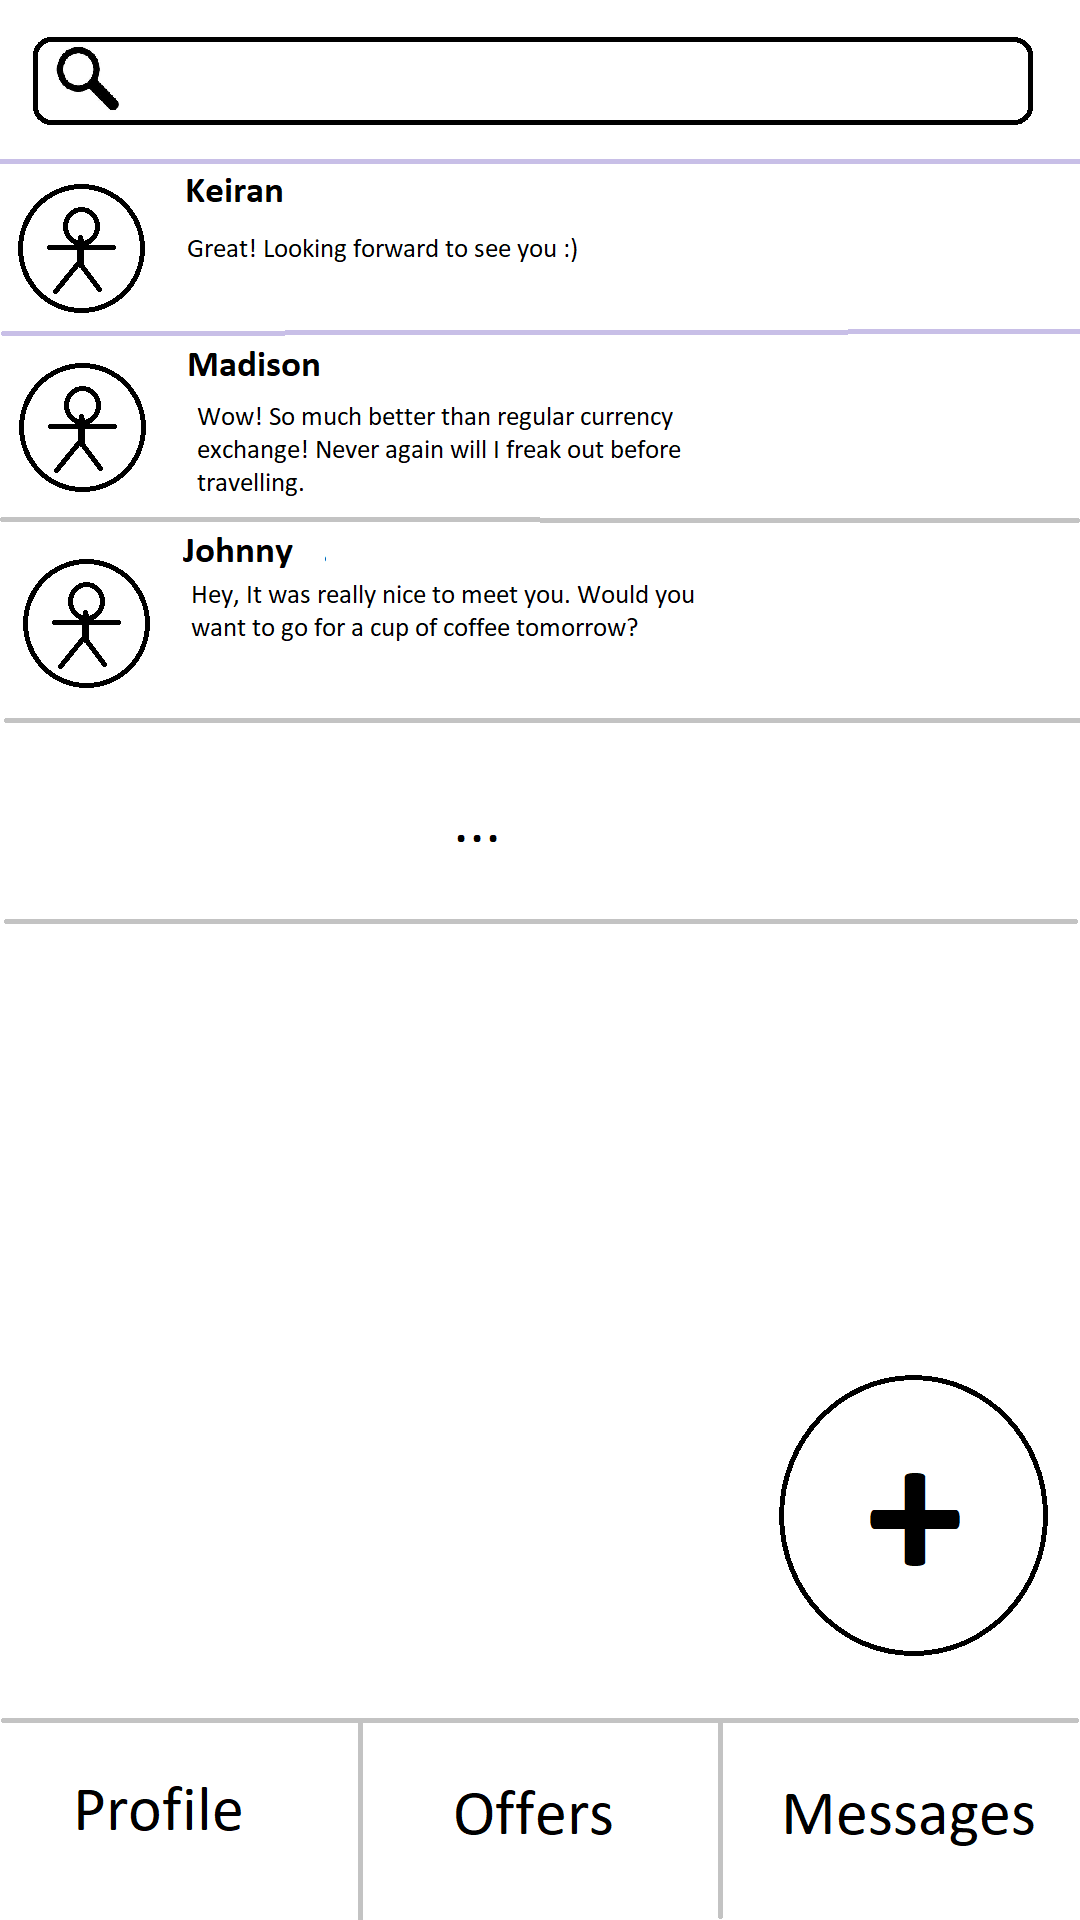 Keiran
Great! Looking forward to see you :)
Madison
Wow! So much better than regular currency
exchange! Never again will I freak out before
travelling.
Johnny
Hey, It was really nice to meet you. Would you
want to go for a cup of coffee tomorrow?
...
+
Profile
Offers
Messages